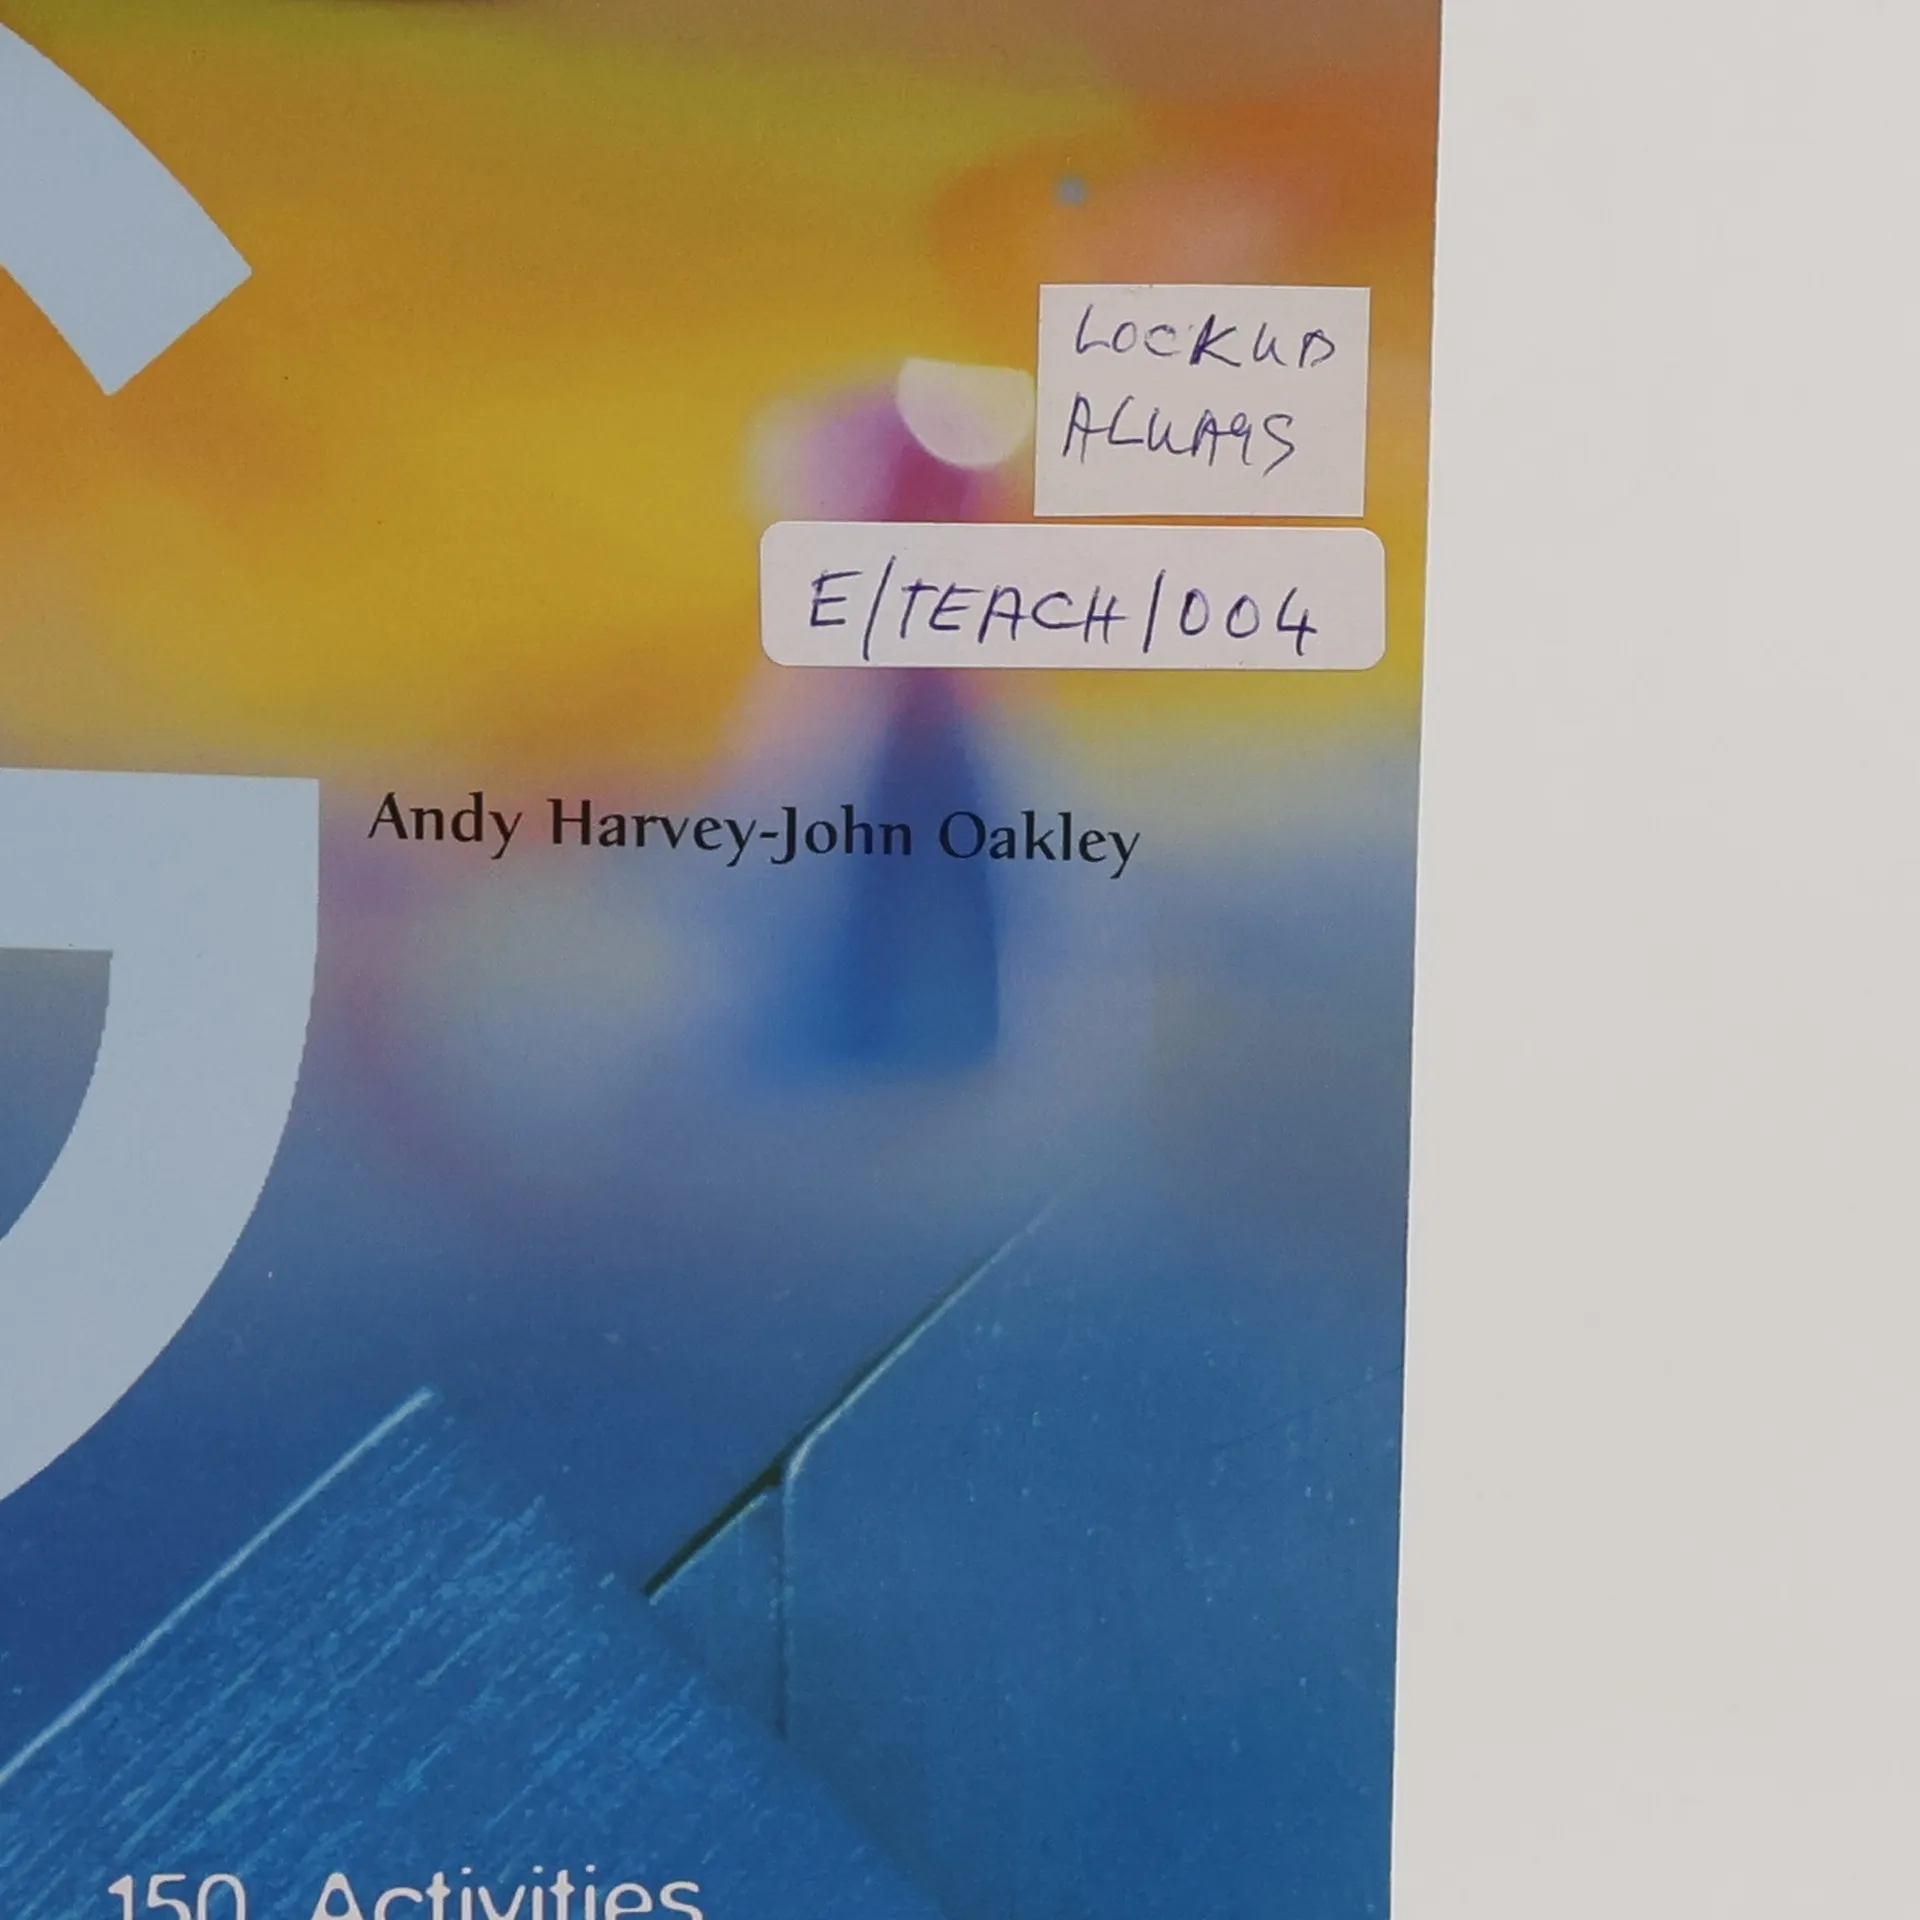 LOCKUP
ALWAYS
E/TEACH/004
G
Andy Harvey-John Oakley
150 Activities